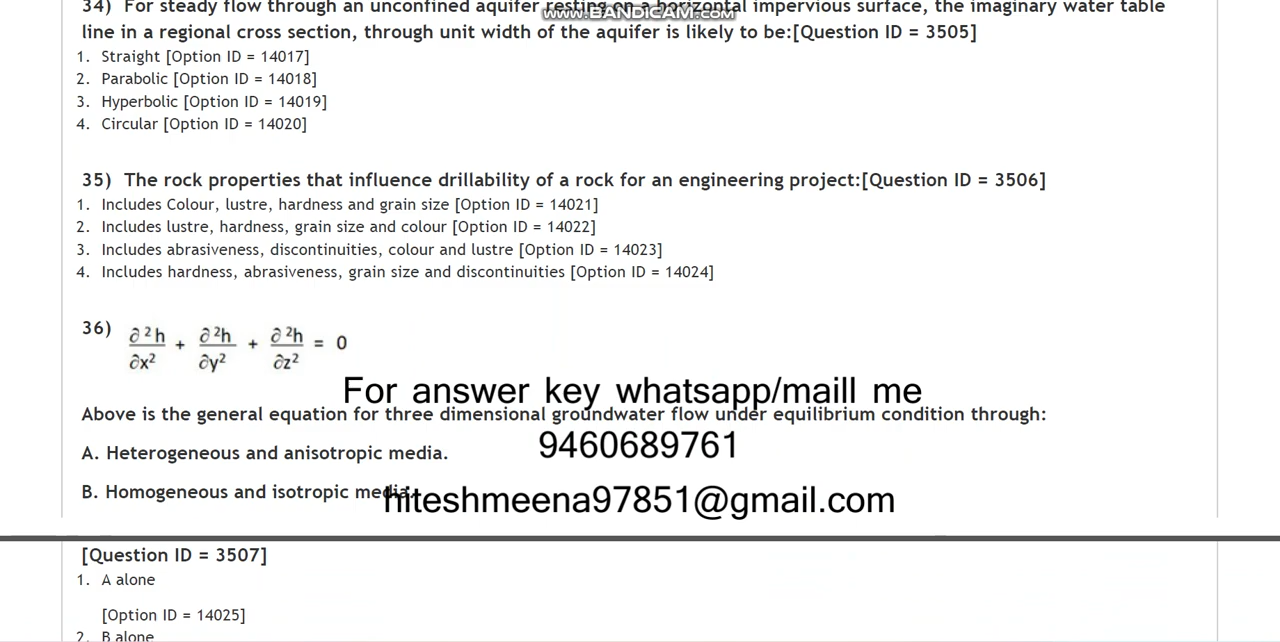 34) For steady flow through an unconfined aquifer resting on a horizontal impervious surface, the imaginary water table
www.BANDICAM.com
line in a regional cross section, through unit width of the aquifer is likely to be:[Question ID = 3505]
1. Straight [Option ID = 14017]
2. Parabolic [Option ID = 14018]
3. Hyperbolic [Option ID = 14019]
4. Circular [Option ID = 14020]
35) The rock properties that influence drillability of a rock for an engineering project:[Question ID = 3506]
1. Includes Colour, lustre, hardness and grain size [Option ID = 14021]
2. Includes lustre, hardness, grain size and colour [Option ID = 14022]
3. Includes abrasiveness, discontinuities, colour and lustre [Option ID = 14023]
4. Includes hardness, abrasiveness, grain size and discontinuities [Option ID = 14024]
36) ∂²h/∂x² + ∂²h/∂y² + ∂²h/∂z² = 0
For answer key whatsapp/maill me
Above is the general equation for three dimensional groundwater flow under equilibrium condition through:
9460689761
A. Heterogeneous and anisotropic media.
B. Homogeneous and isotropic media.
hiteshmeena97851@gmail.com
[Question ID = 3507]
1. A alone
[Option ID = 14025]
2. B alone